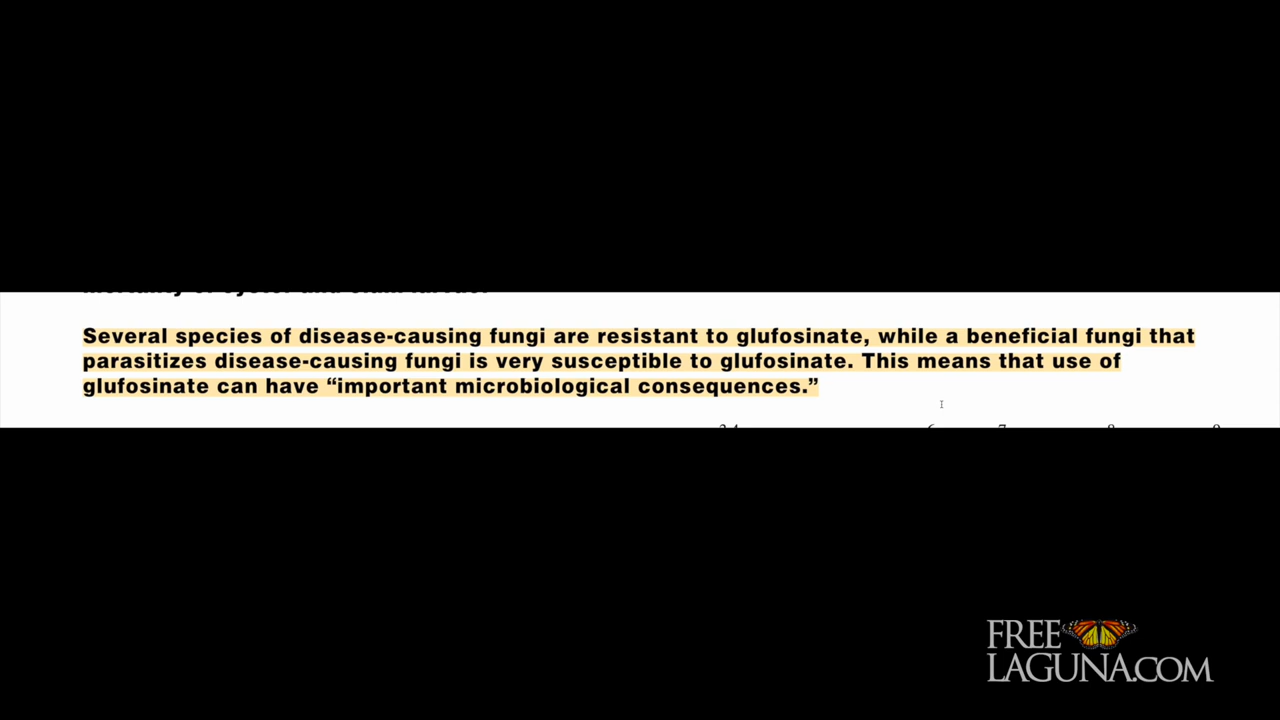 Several species of disease-causing fungi are resistant to glufosinate, while a beneficial fungi that
parasitizes disease-causing fungi is very susceptible to glufosinate. This means that use of
glufosinate can have “important microbiological consequences.”
FREE
LAGUNA.COM